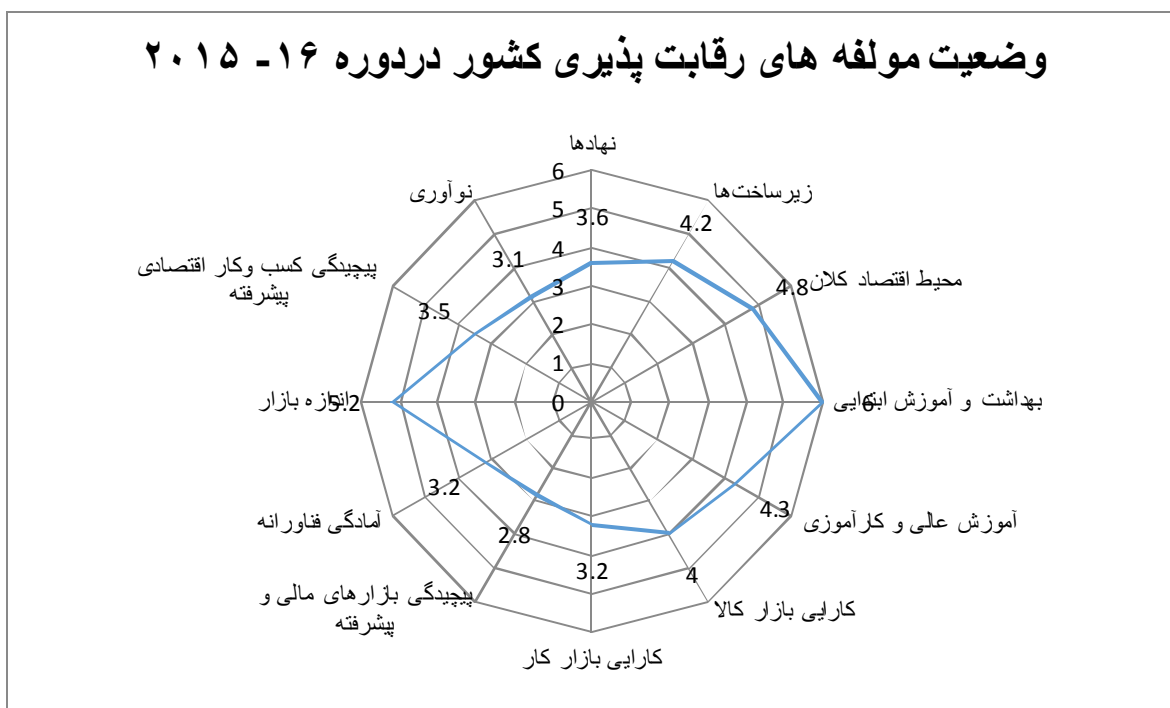 وضعیت مولفه های رقابت پذیری کشور دردوره ۱۶- ۲۰۱۵
نهادها
زیرساخت‌ها
محیط اقتصاد کلان
بهداشت و آموزش ابتدایی
آموزش عالی و کارآموزی
کارایی بازار کالا
کارایی بازار کار
پیچیدگی بازارهای مالی و
پیشرفته
آمادگی فناورانه
اندازه بازار
پیچیدگی کسب وکار اقتصادی
پیشرفته
نوآوری
6
5
4
3
2
1
0
3.6
4.2
4.8
6
4.3
4
3.2
2.8
3.2
5.2
3.5
3.1